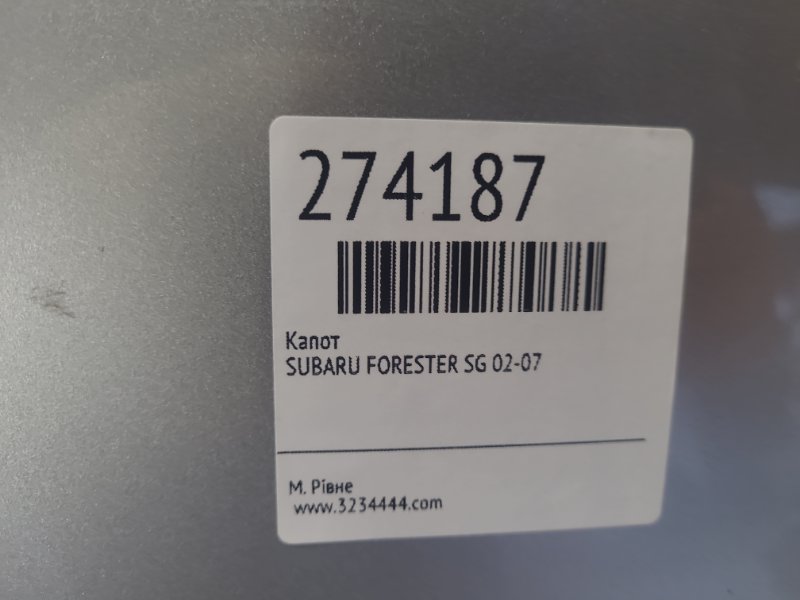 274187
Капот
SUBARU FORESTER SG 02-07
М. Рівне
www.3234444.com